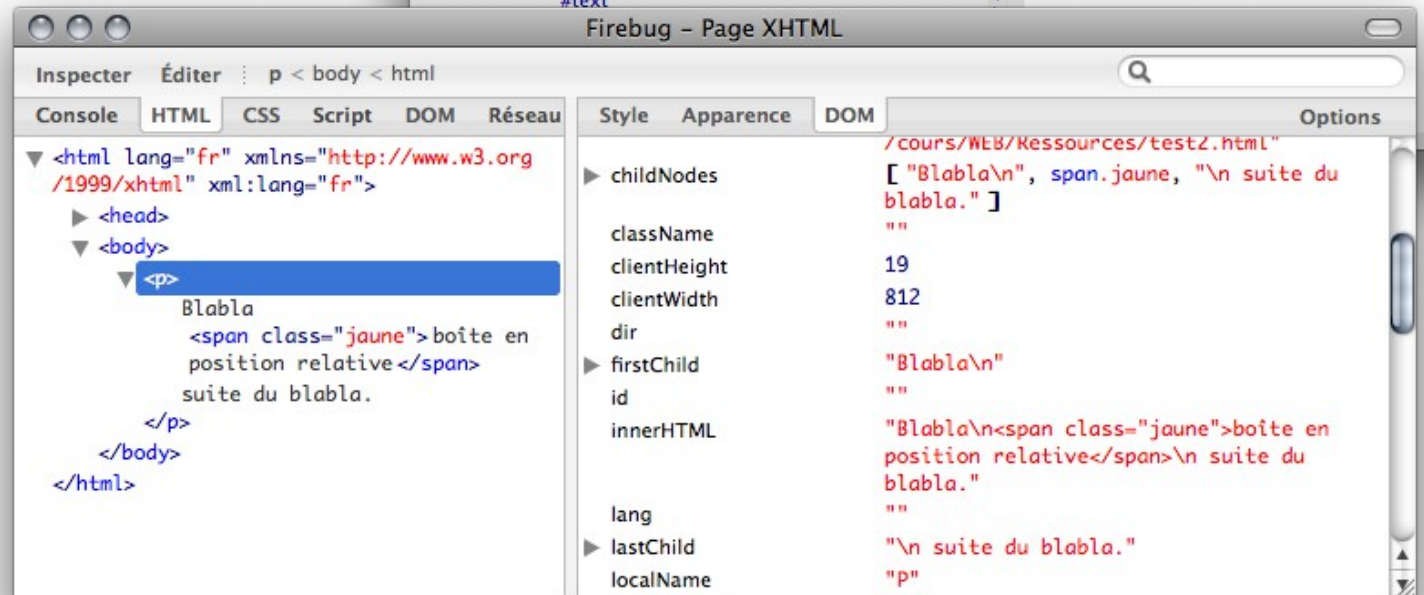 #text
Firebug – Page XHTML
Inspecter Éditer p < body < html
Console HTML CSS Script DOM Réseau
<html lang="fr" xmlns="http://www.w3.org
/1999/xhtml" xml:lang="fr">
<head>
<body>
<p>
Blabla
<span class="jaune">boîte en
position relative</span>
suite du blabla.
</p>
</body>
</html>
Style Apparence DOM Options
/cours/WEB/Ressources/test2.html"
childNodes [ "Blabla\n", span.jaune, "\n suite du
blabla." ]
className ""
clientHeight 19
clientWidth 812
dir ""
firstChild "Blabla\n"
id ""
innerHTML "Blabla\n<span class="jaune">boîte en
position relative</span>\n suite du
blabla."
lang ""
lastChild "\n suite du blabla."
localName "P"